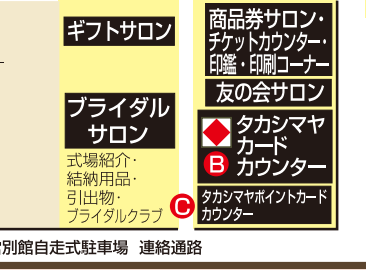 ギフトサロン
ブライダル
サロン
式場紹介・
結納用品・
引出物・
ブライダルクラブ
商品券サロン・
チケットカウンター・
印鑑・印刷コーナー
友の会サロン
タカシマヤ
カード
カウンター
B
C
タカシマヤポイントカード
カウンター
別館自走式駐車場 連絡通路